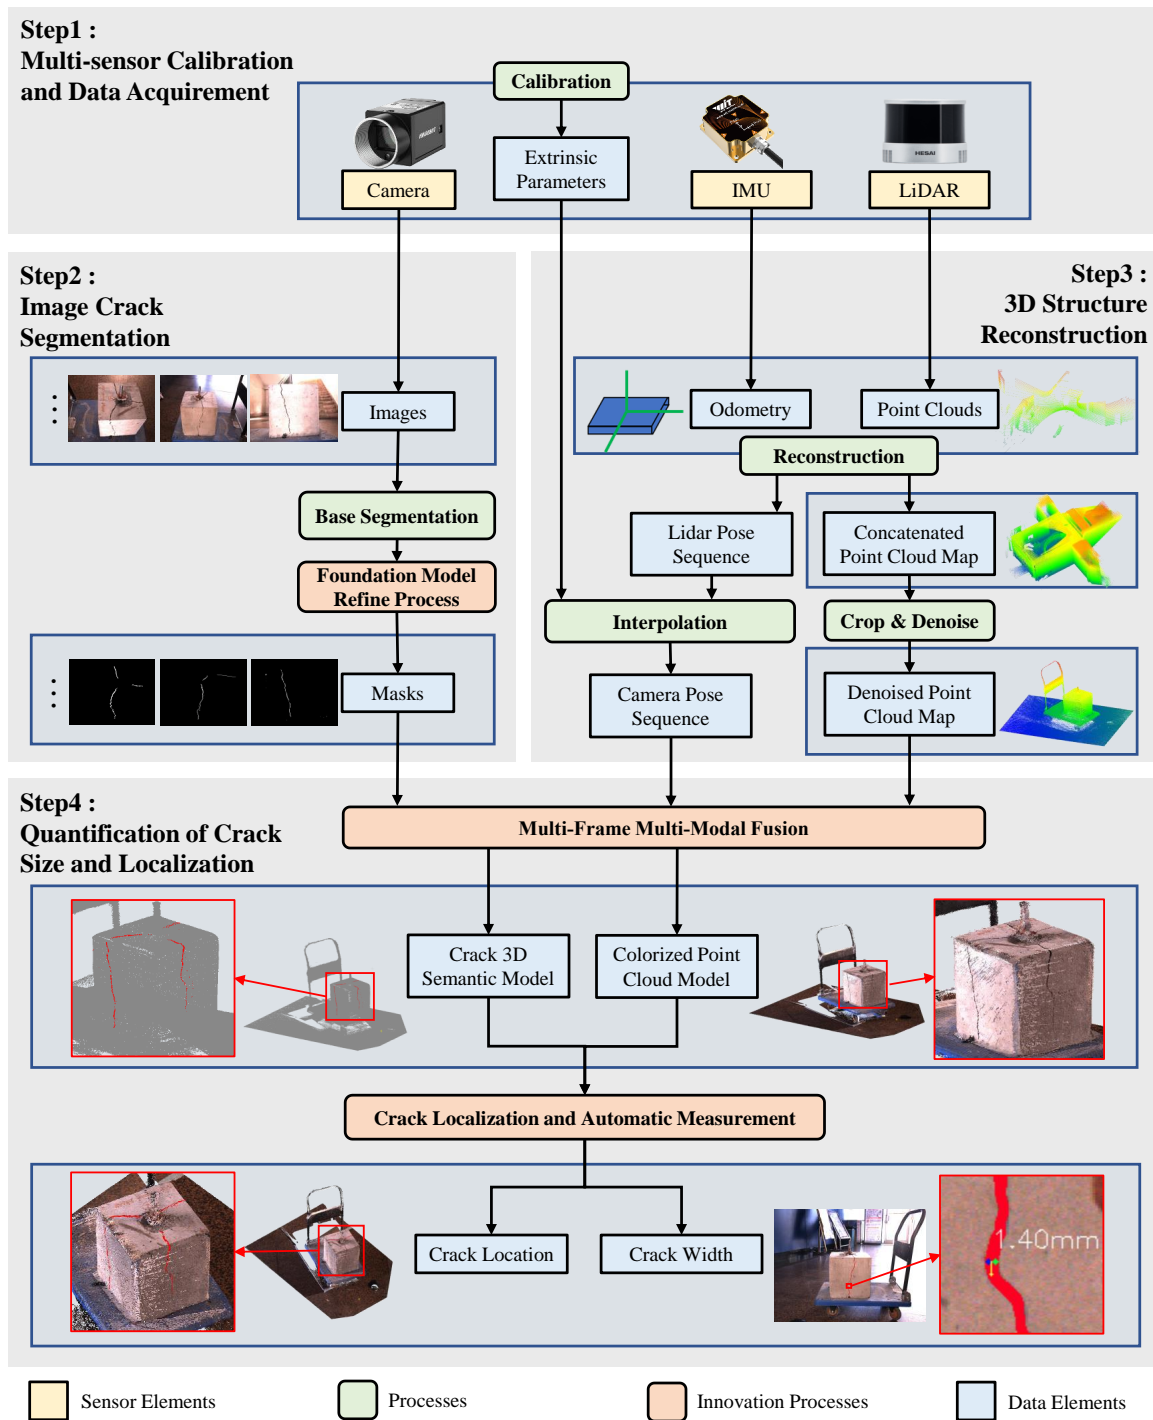 Step1 :
Multi-sensor Calibration
and Data Acquirement
Calibration
Camera
Extrinsic
Parameters
IMU
HESAI
LiDAR
Step2 :
Image Crack
Segmentation
Images
Base Segmentation
Foundation Model
Refine Process
Masks
Step3 :
3D Structure
Reconstruction
Odometry
Point Clouds
Reconstruction
Lidar Pose
Sequence
Concatenated
Point Cloud Map
Interpolation
Crop & Denoise
Camera Pose
Sequence
Denoised Point
Cloud Map
Step4 :
Quantification of Crack
Size and Localization
Multi-Frame Multi-Modal Fusion
Crack 3D
Semantic Model
Colorized Point
Cloud Model
Crack Localization and Automatic Measurement
Crack Location
Crack Width
1.40mm
Sensor Elements
Processes
Innovation Processes
Data Elements